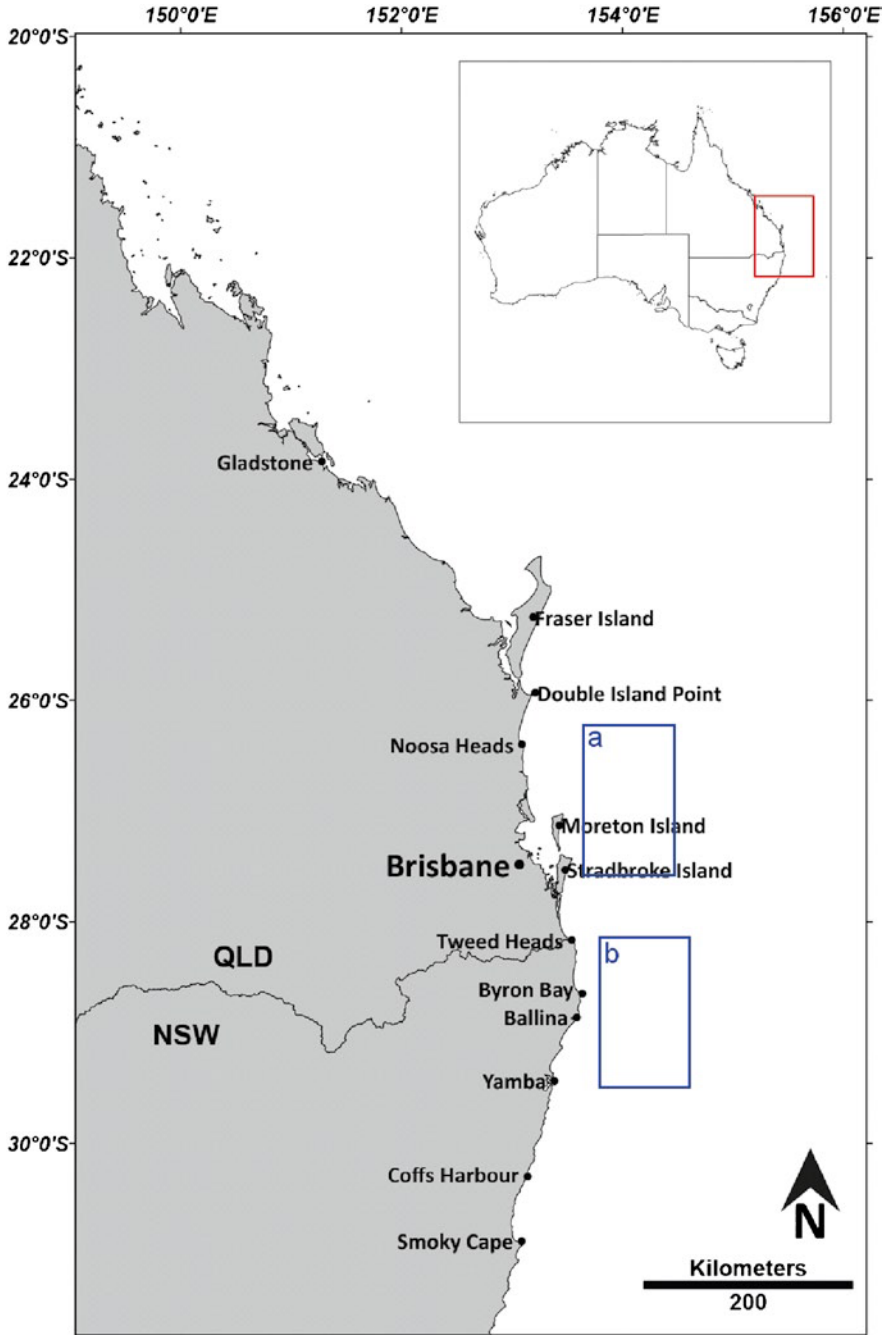 150°0'E 152°0'E 154°0'E 156°0'E
20°0'S
22°0'S
Gladstone
24°0'S
Fraser Island
Double Island Point
26°0'S
a
Noosa Heads
Moreton Island
Brisbane
Stradbroke Island
28°0'S
Tweed Heads
b
QLD
Byron Bay
Ballina
NSW
Yamba
30°0'S
Coffs Harbour
N
Smoky Cape
Kilometers
200